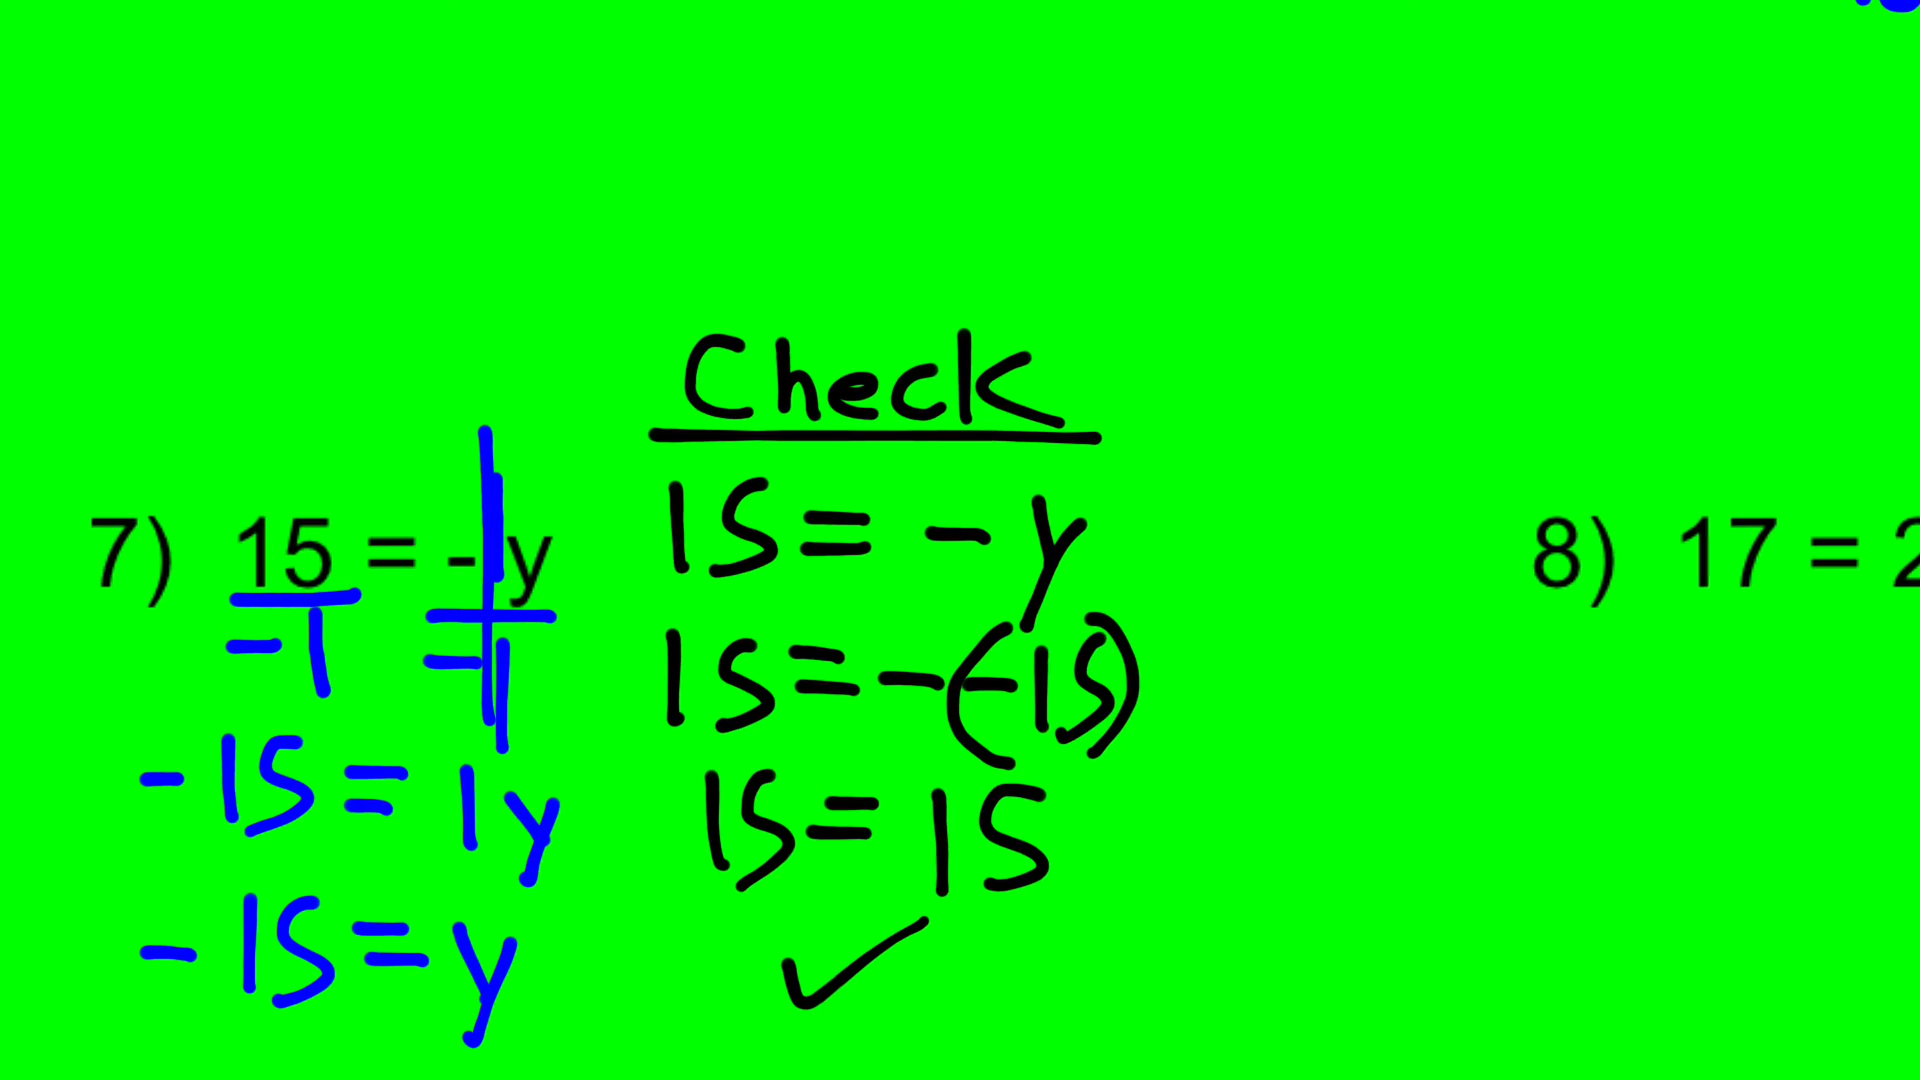 Check
7) 15 = -1y
-1 -1
-15 = 1y
-15 = y
15 = -y
15 = -(-15)
15 = 15
8) 17 = 2